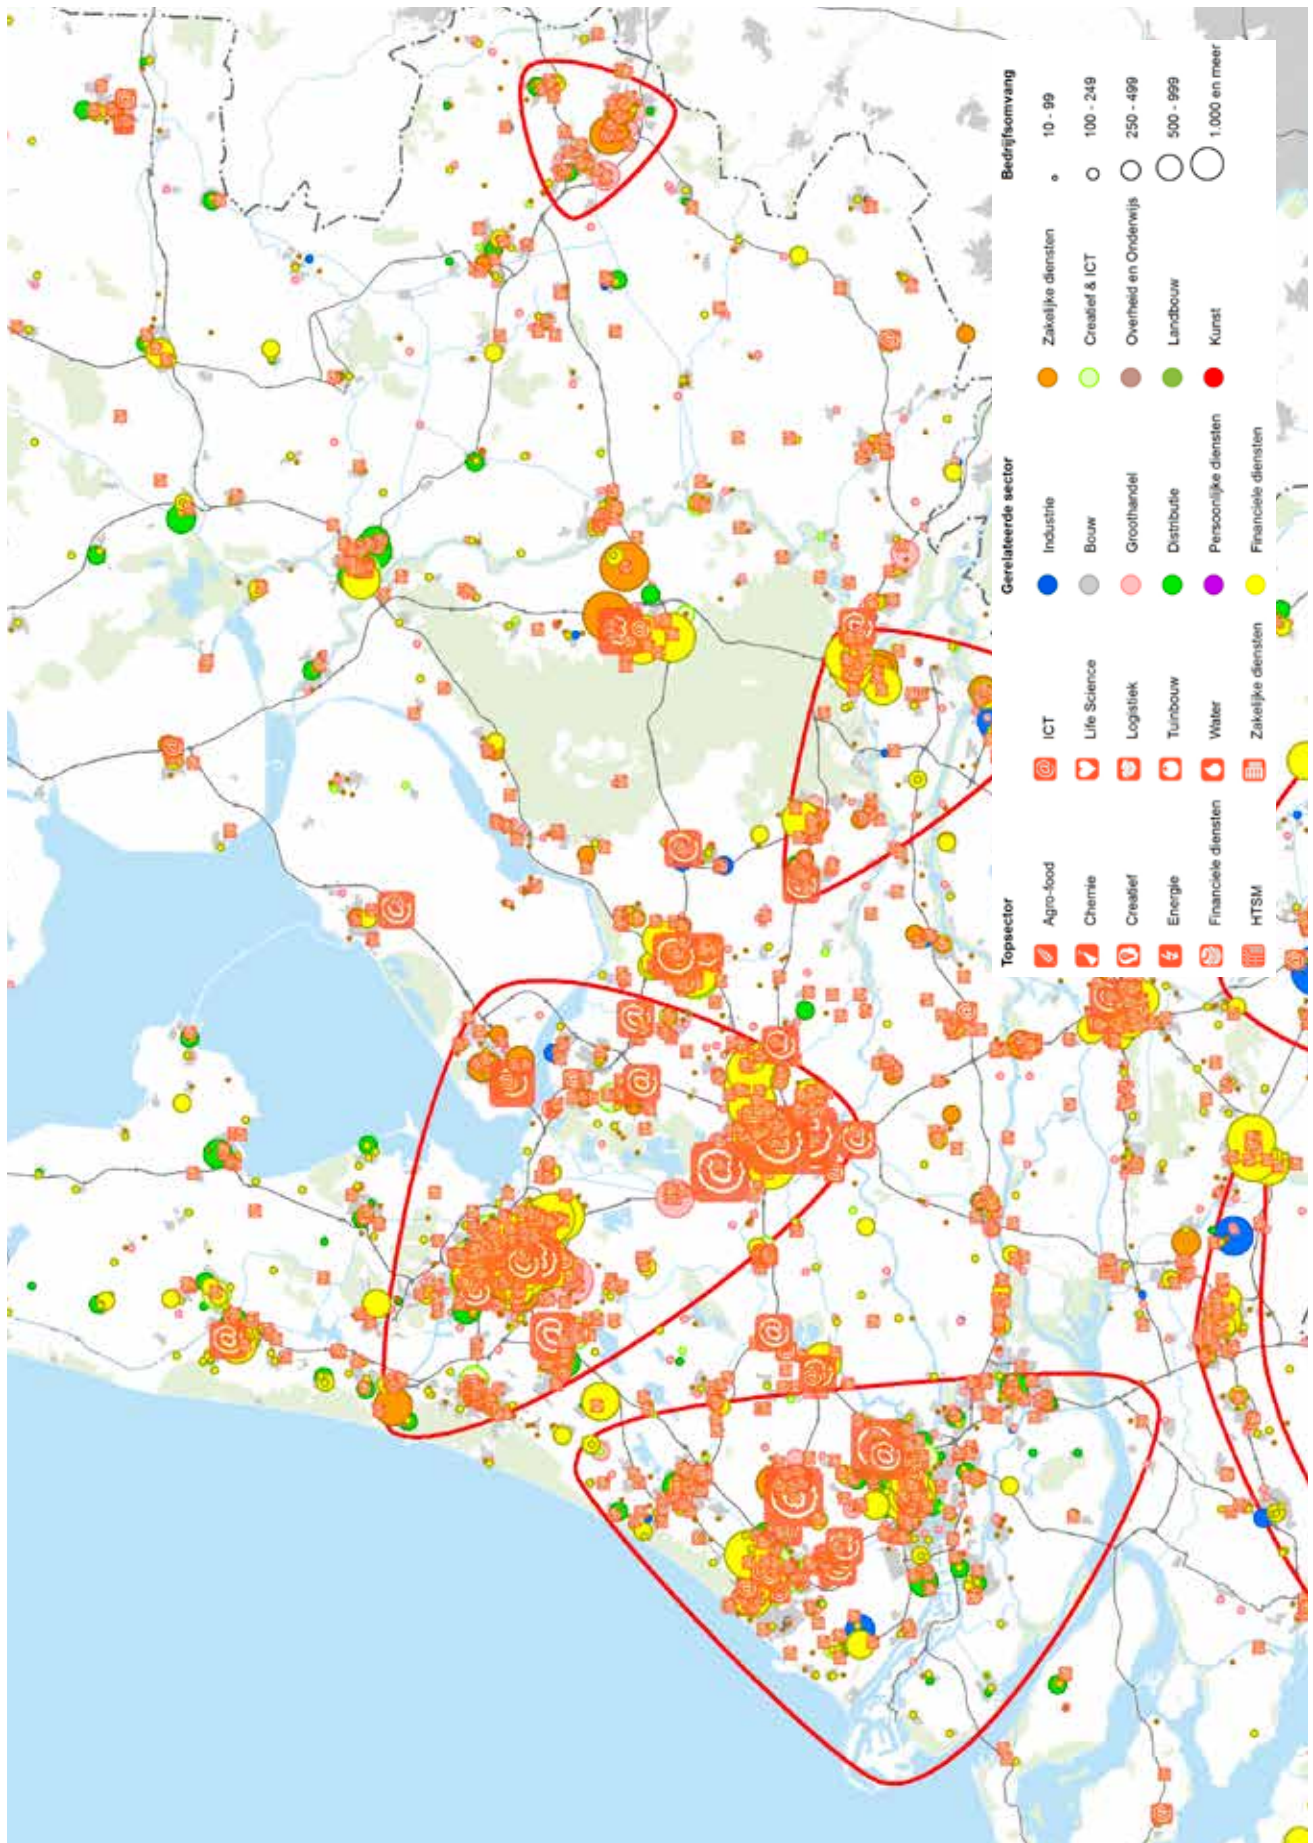 Topsector
Agro-food
Chemie
Creatief
Energie
Financiele diensten
HTSM
ICT
Life Science
Logistiek
Tuinbouw
Water
Zakelijke diensten
Gerelateerde sector
Industrie
Bouw
Groothandel
Distributie
Persoonlijke diensten
Financiele diensten
Zakelijke diensten
Creatief & ICT
Overheid en Onderwijs
Landbouw
Kunst
Bedrijfsomvang
10 - 99
100 - 249
250 - 499
500 - 999
1.000 en meer